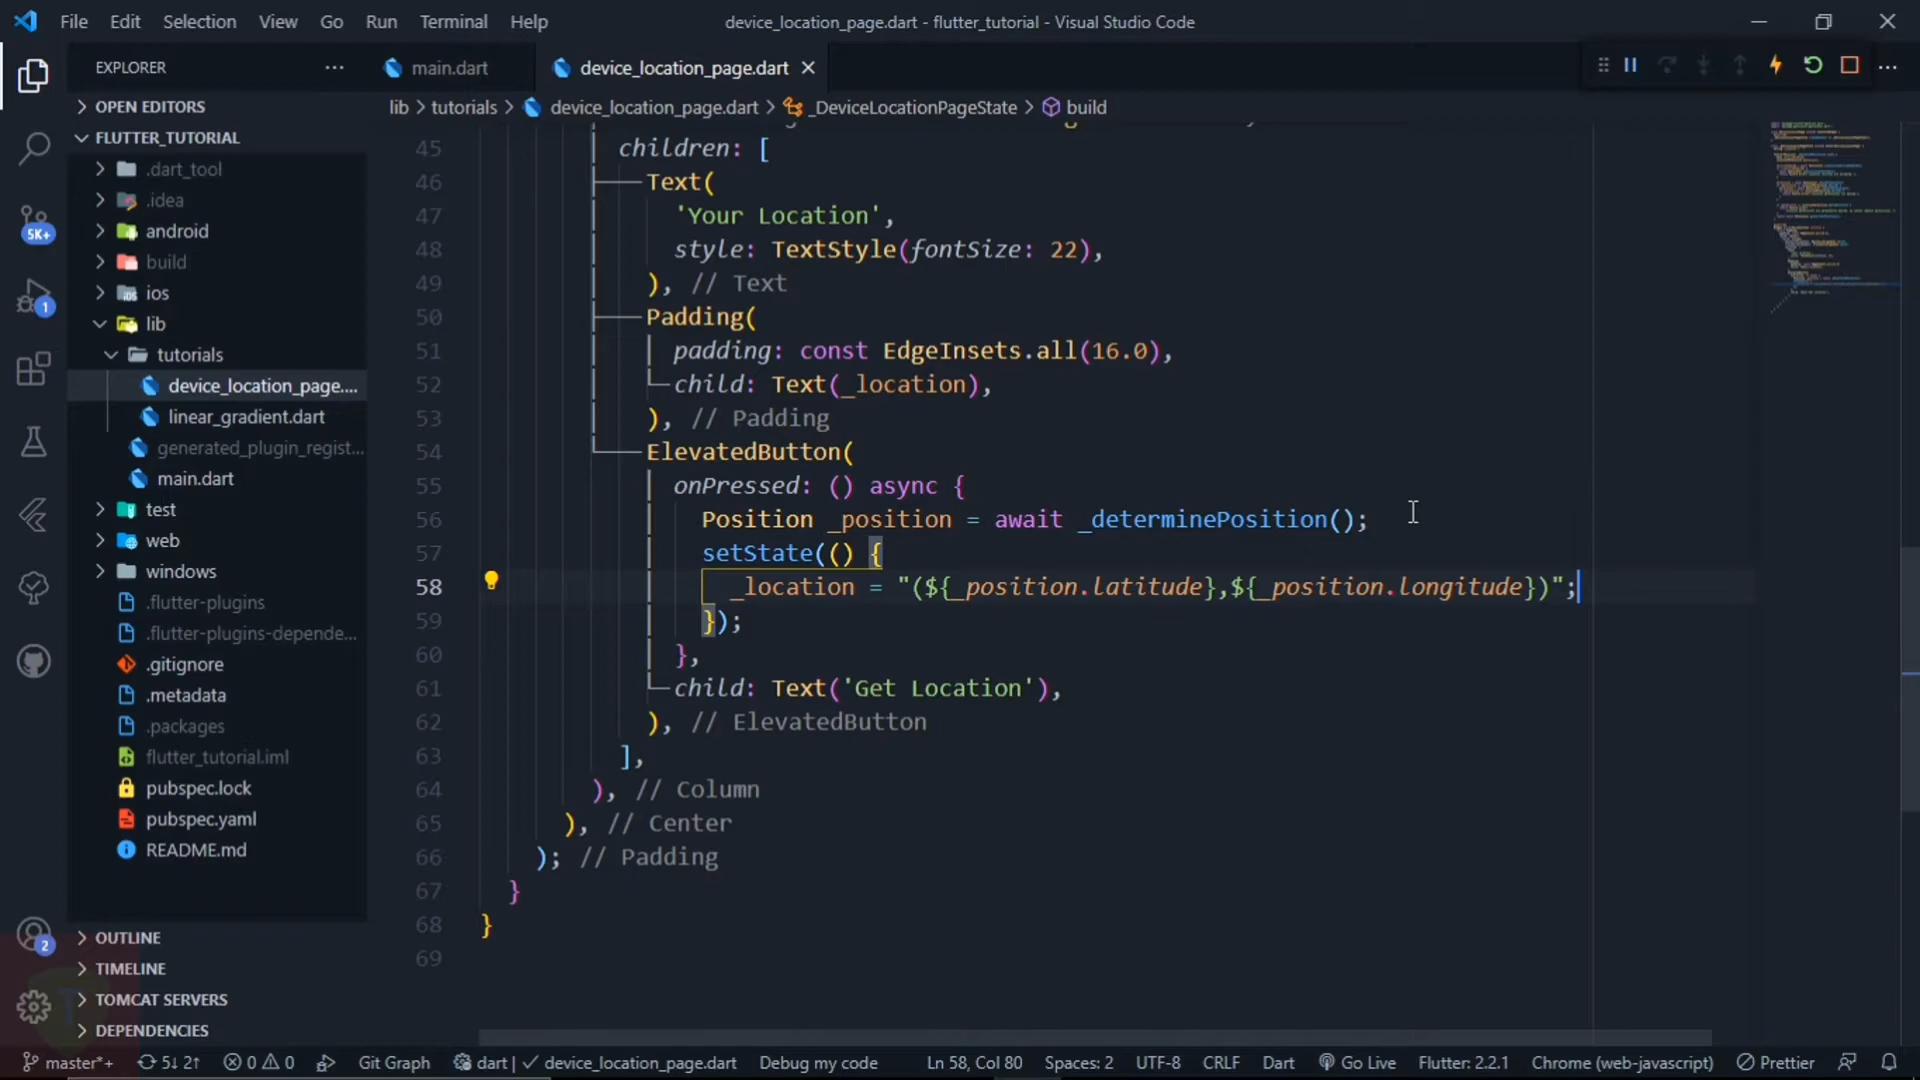 File Edit Selection View Go Run Terminal Help
device_location_page.dart - flutter_tutorial - Visual Studio Code
EXPLORER
main.dart
device_location_page.dart
OPEN EDITORS
lib > tutorials > device_location_page.dart > _DeviceLocationPageState > build
FLUTTER_TUTORIAL
.dart_tool
.idea
android
build
ios
lib
tutorials
device_location_page....
linear_gradient.dart
generated_plugin_regist...
main.dart
test
web
windows
.flutter-plugins
.flutter-plugins-depende...
.gitignore
.metadata
.packages
flutter_tutorial.iml
pubspec.lock
pubspec.yaml
README.md
OUTLINE
TIMELINE
TOMCAT SERVERS
DEPENDENCIES
5K+
1
2
45 children: [
46 Text(
47 'Your Location',
48 style: TextStyle(fontSize: 22),
49 ), // Text
50 Padding(
51 padding: const EdgeInsets.all(16.0),
52 child: Text(_location),
53 ), // Padding
54 ElevatedButton(
55 onPressed: () async {
56 Position _position = await _determinePosition();
57 setState(() {
58 _location = "(${_position.latitude},${_position.longitude})";
59 });
60 },
61 child: Text('Get Location'),
62 ), // ElevatedButton
63 ],
64 ), // Column
65 ), // Center
66 ); // Padding
67 }
68 }
69
master*+ 5↓ 2↑ 0 0 Git Graph dart | ✓ device_location_page.dart Debug my code Ln 58, Col 80 Spaces: 2 UTF-8 CRLF Dart Go Live Flutter: 2.2.1 Chrome (web-javascript) Prettier